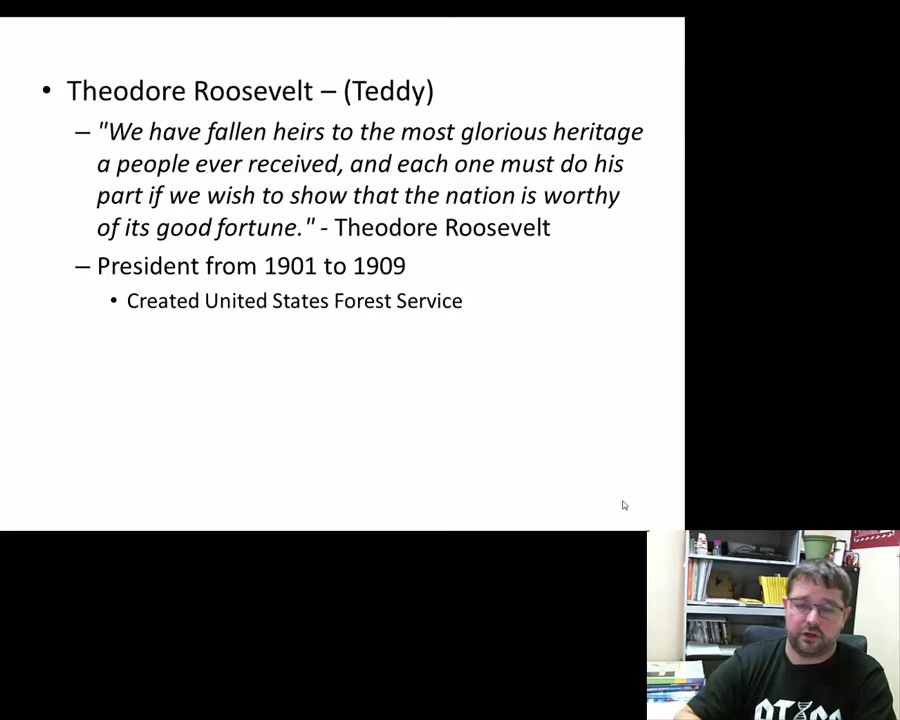 • Theodore Roosevelt – (Teddy)
– "We have fallen heirs to the most glorious heritage
a people ever received, and each one must do his
part if we wish to show that the nation is worthy
of its good fortune." - Theodore Roosevelt
– President from 1901 to 1909
• Created United States Forest Service